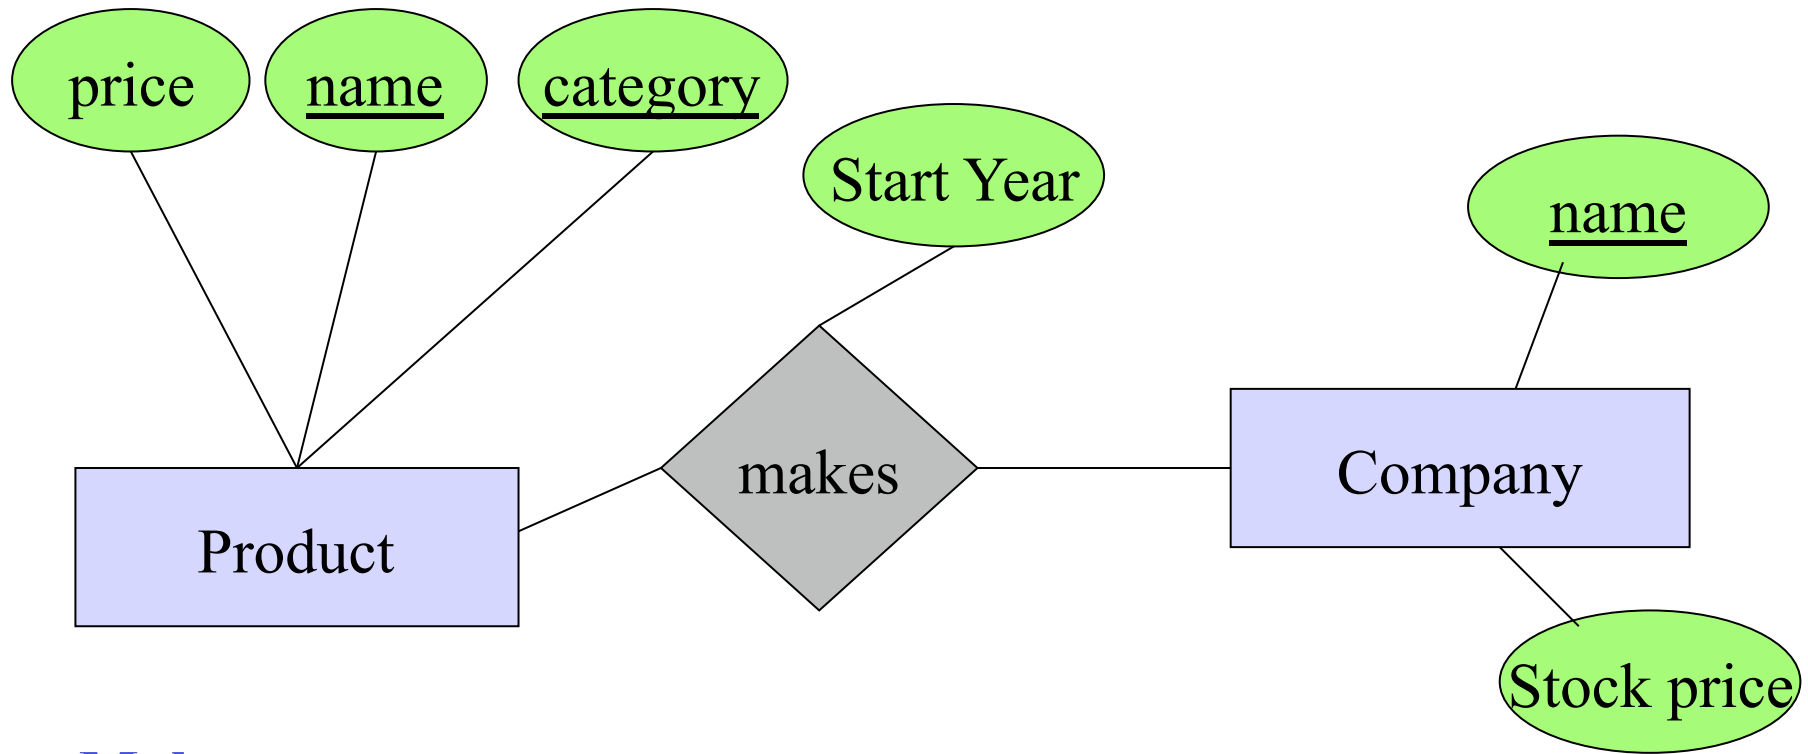 price
name
category
Start Year
name
makes
Company
Product
Stock price